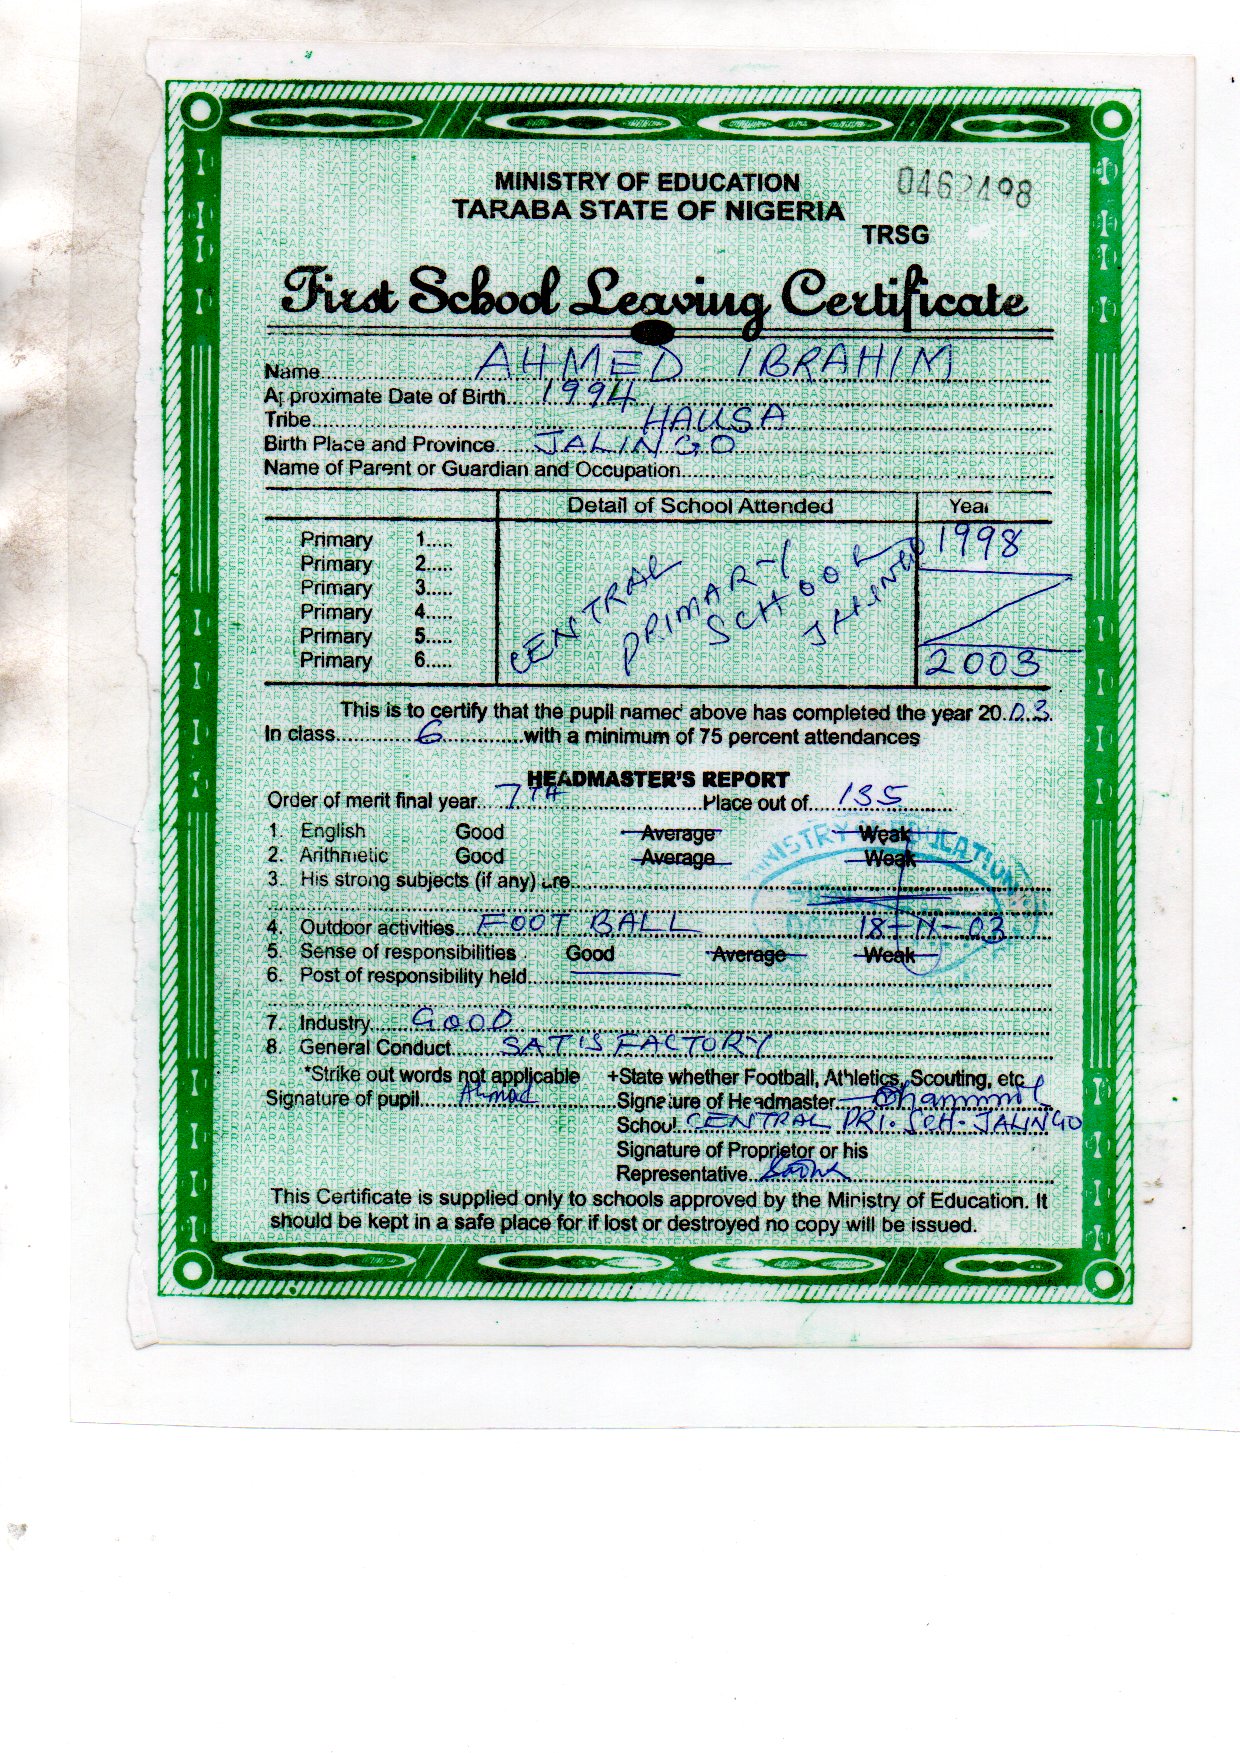 0462498
MINISTRY OF EDUCATION
TARABA STATE OF NIGERIA
TRSG
First School Leaving Certificate
Name AHMED IBRAHIM
Approximate Date of Birth 1994
Tribe HAUSA
Birth Place and Province JALINGO
Name of Parent or Guardian and Occupation
Detail of School Attended Year
Primary 1 1998
Primary 2
Primary 3
Primary 4
Primary 5
Primary 6 2003
CENTRAL
PRIMARY
SCHOOL
JALINGO
This is to certify that the pupil named above has completed the year 2003.
In class 6 with a minimum of 75 percent attendances
HEADMASTER'S REPORT
Order of merit final year 7TH Place out of 135
1. English Good Average Weak
2. Arithmetic Good Average Weak
3. His strong subjects (if any) are
MINISTRY OF EDUCATION
4. Outdoor activities FOOT BALL 18-11-03
5. Sense of responsibilities Good Average Weak
6. Post of responsibility held
7. Industry GOOD
8. General Conduct SATISFACTORY
*Strike out words not applicable +State whether Football, Athletics, Scouting, etc
Signature of pupil Ahmad Signature of Headmaster
School CENTRAL PRI. SCH. JALINGO
Signature of Proprietor or his
Representative
This Certificate is supplied only to schools approved by the Ministry of Education. It
should be kept in a safe place for if lost or destroyed no copy will be issued.